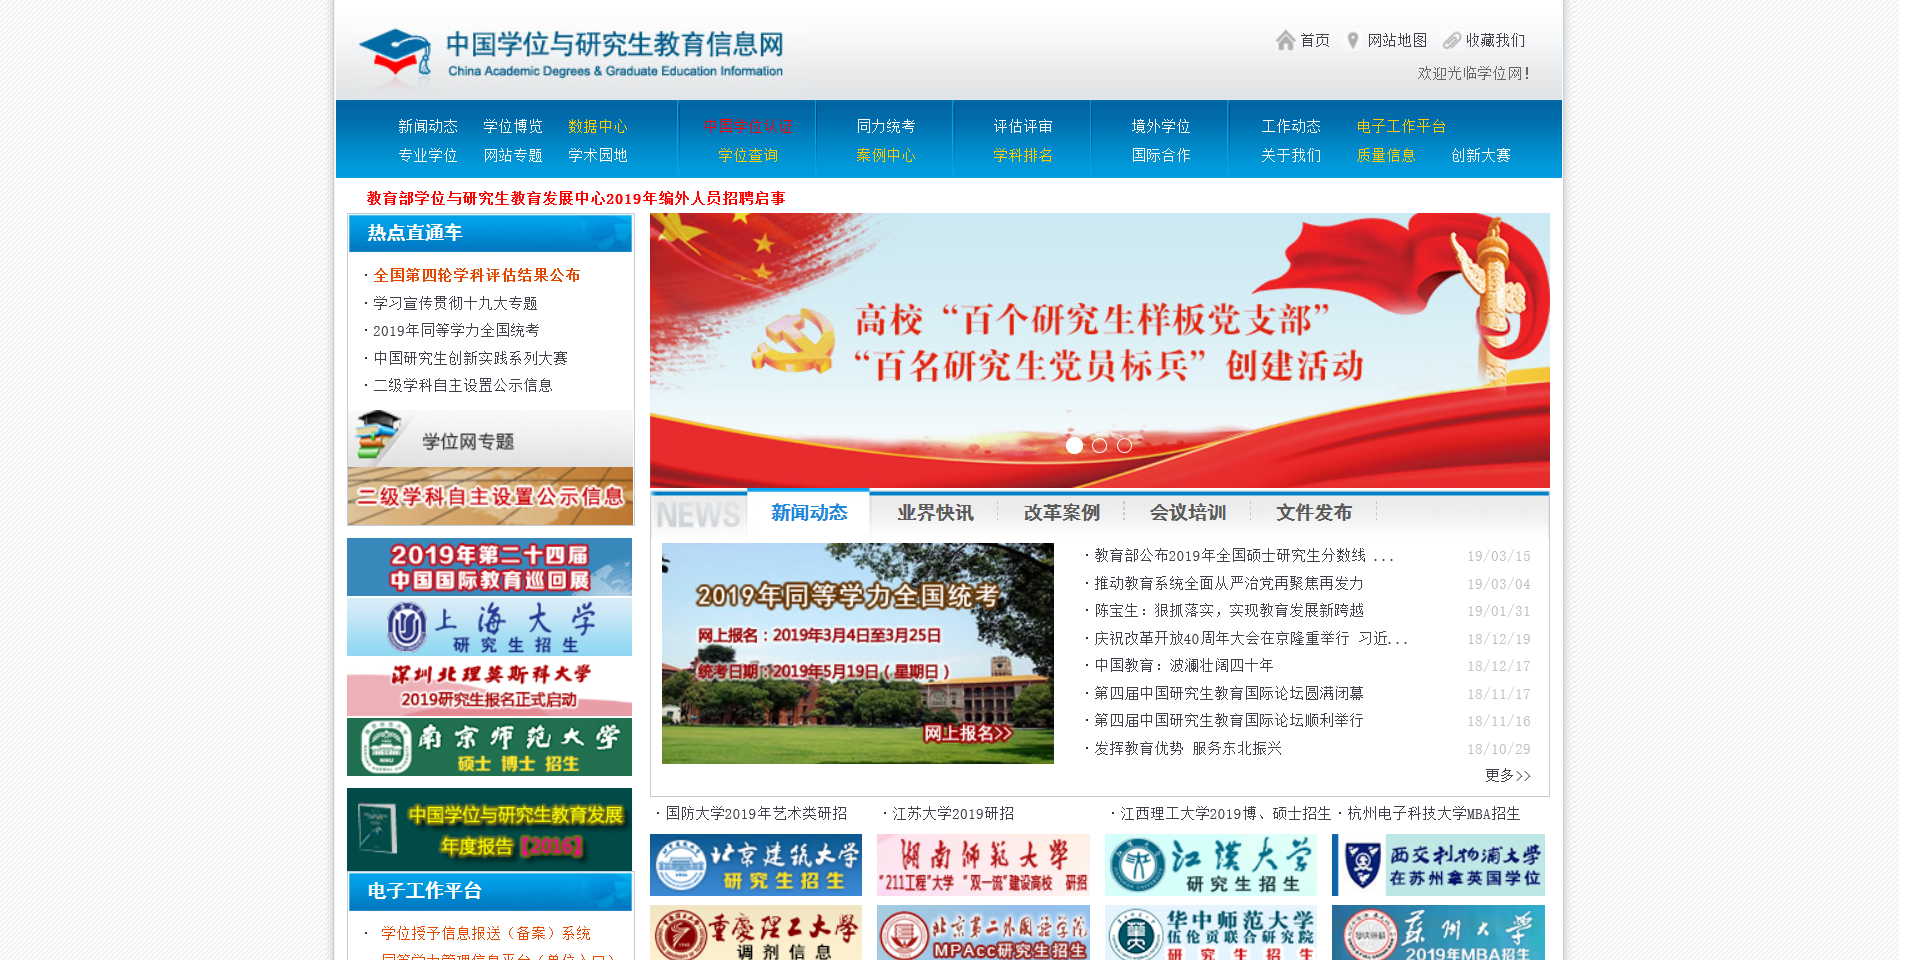 中国学位与研究生教育信息网
China Academic Degrees & Graduate Education Information
首页 网站地图 收藏我们
欢迎光临学位网!
新闻动态 学位博览 数据中心 中国学位认证 同力统考 评估评审 境外学位 工作动态 电子工作平台
专业学位 网站专题 学术园地 学位查询 案例中心 学科排名 国际合作 关于我们 质量信息 创新大赛
教育部学位与研究生教育发展中心2019年编外人员招聘启事
热点直通车
· 全国第四轮学科评估结果公布
· 学习宣传贯彻十九大专题
· 2019年同等学力全国统考
· 中国研究生创新实践系列大赛
· 二级学科自主设置公示信息
学位网专题
二级学科自主设置公示信息
2019年第二十四届
中国国际教育巡回展
上海大学
研究生招生
深圳北理莫斯科大学
2019研究生报名正式启动
南京师范大学
NNU
硕士 博士 招生
中国学位与研究生教育发展
年度报告【2016】
电子工作平台
· 学位授予信息报送（备案）系统
· 同等学力管理信息平台（单位入口）
高校“百个研究生样板党支部”
“百名研究生党员标兵”创建活动
NEWS 新闻动态 业界快讯 改革案例 会议培训 文件发布
2019年同等学力全国统考
网上报名：2019年3月4日至3月25日
统考日期：2019年5月19日（星期日）
网上报名>>
· 教育部公布2019年全国硕士研究生分数线 ... 19/03/15
· 推动教育系统全面从严治党再聚焦再发力 19/03/04
· 陈宝生：狠抓落实，实现教育发展新跨越 19/01/31
· 庆祝改革开放40周年大会在京隆重举行 习近... 18/12/19
· 中国教育：波澜壮阔四十年 18/12/17
· 第四届中国研究生教育国际论坛圆满闭幕 18/11/17
· 第四届中国研究生教育国际论坛顺利举行 18/11/16
· 发挥教育优势 服务东北振兴 18/10/29
更多>>
· 国防大学2019年艺术类研招 · 江苏大学2019研招 · 江西理工大学2019博、硕士招生 · 杭州电子科技大学MBA招生
北京建筑大学
研究生招生
湖南师范大学
“211工程”大学 “双一流”建设高校 研招
江汉大学
研究生招生
西交利物浦大学
在苏州拿英国学位
重庆理工大学
调剂信息
北京第二外国语学院
MPAcc研究生招生
华中师范大学
伍伦贡联合研究院
研究生招生
苏州大学
2019年MBA招生